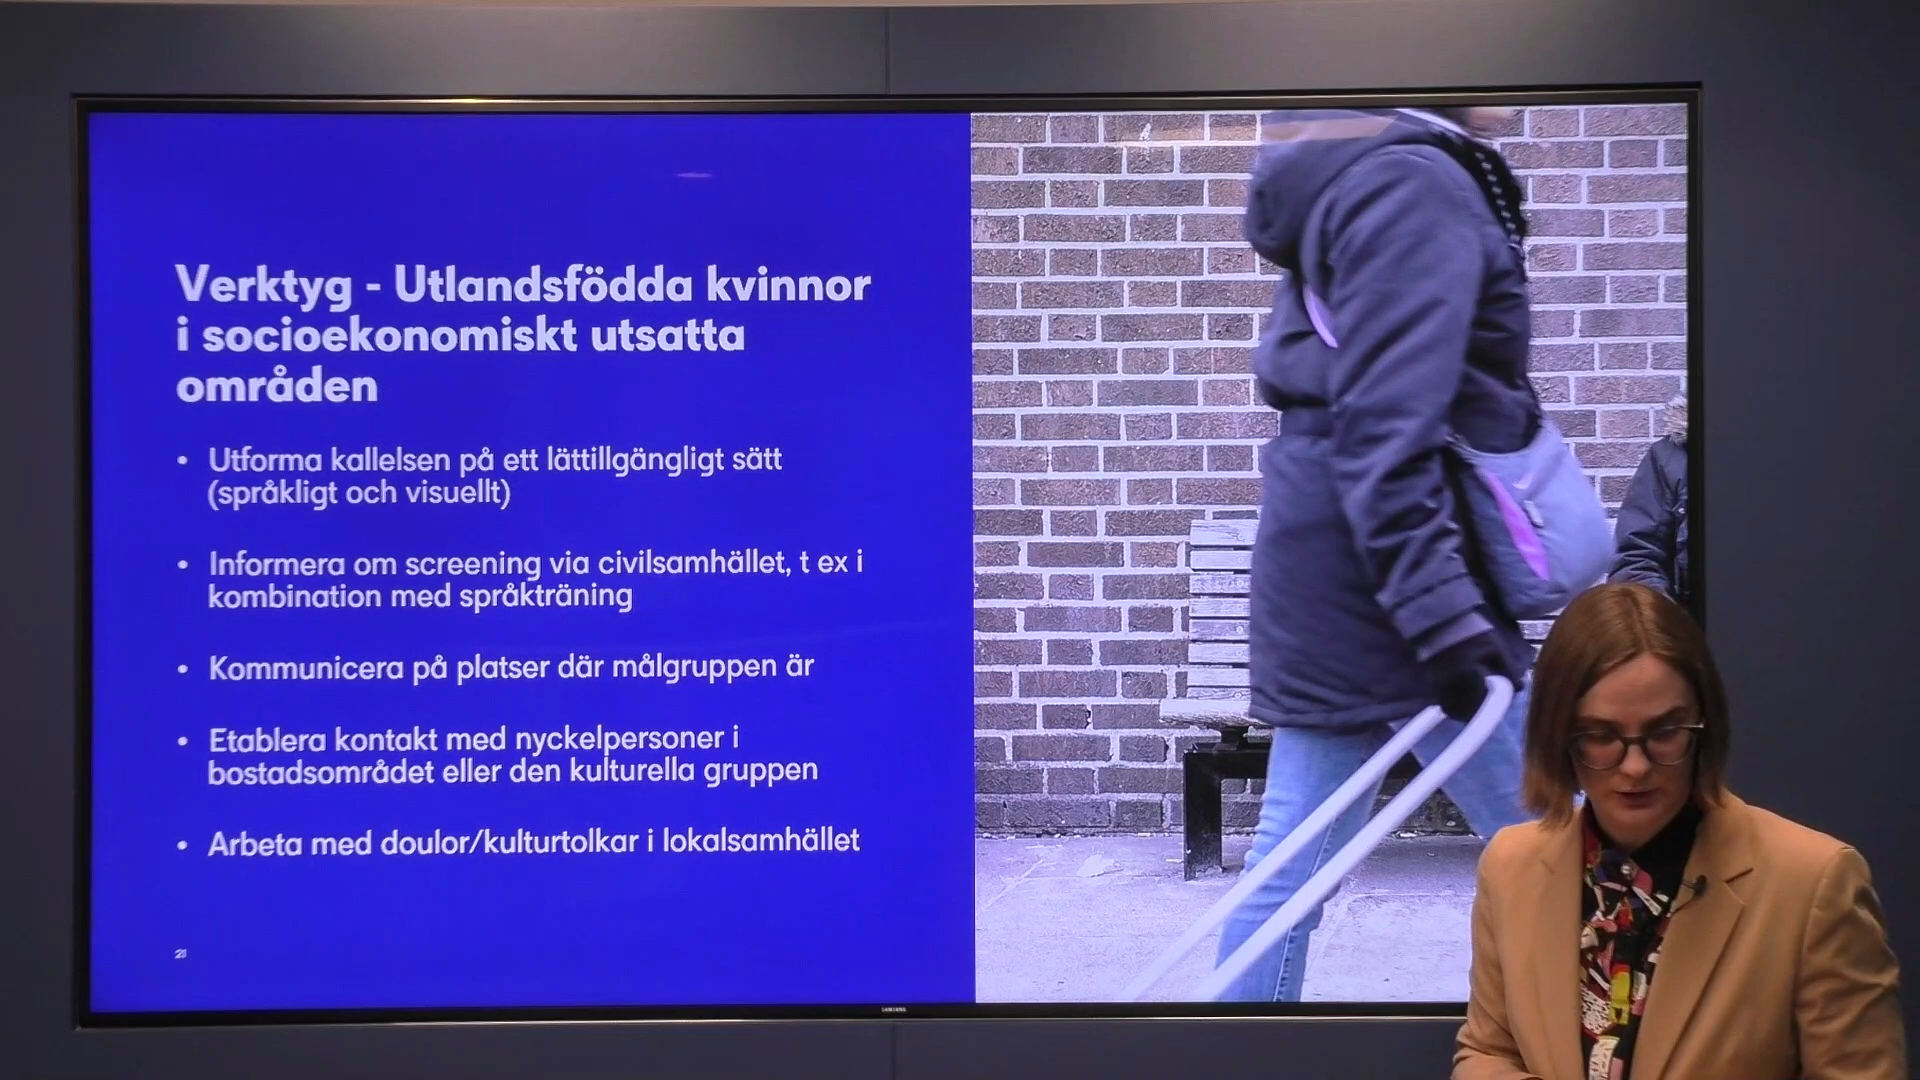 Verktyg - Utlandsfödda kvinnor
i socioekonomiskt utsatta
områden
• Utforma kallelsen på ett lättillgängligt sätt
(språkligt och visuellt)
• Informera om screening via civilsamhället, t ex i
kombination med språkträning
• Kommunicera på platser där målgruppen är
• Etablera kontakt med nyckelpersoner i
bostadsområdet eller den kulturella gruppen
• Arbeta med doulor/kulturtolkar i lokalsamhället
SAMSUNG